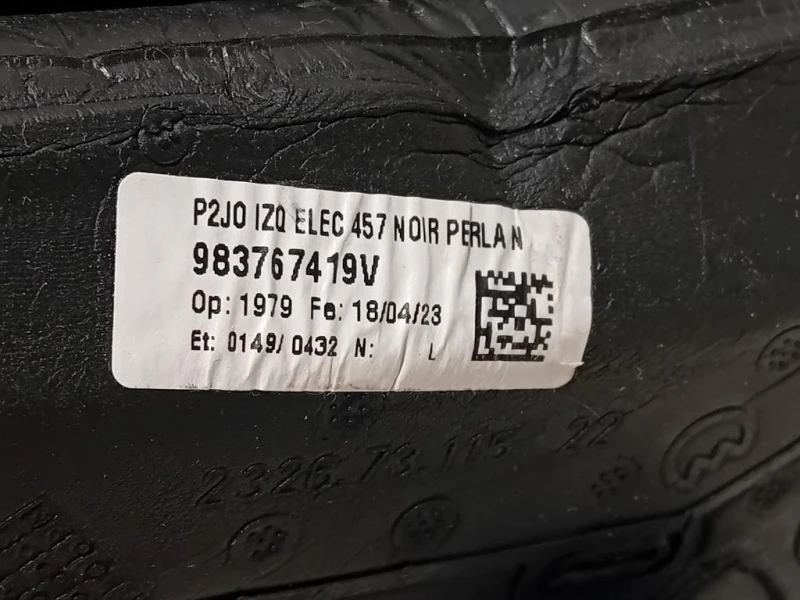 P2JO IZQ ELEC 457 NOIR PERLA N
983767419V
Op: 1979 Fe: 18/04/23
Et: 0149/ 0432 N: L
2326.73.115 22